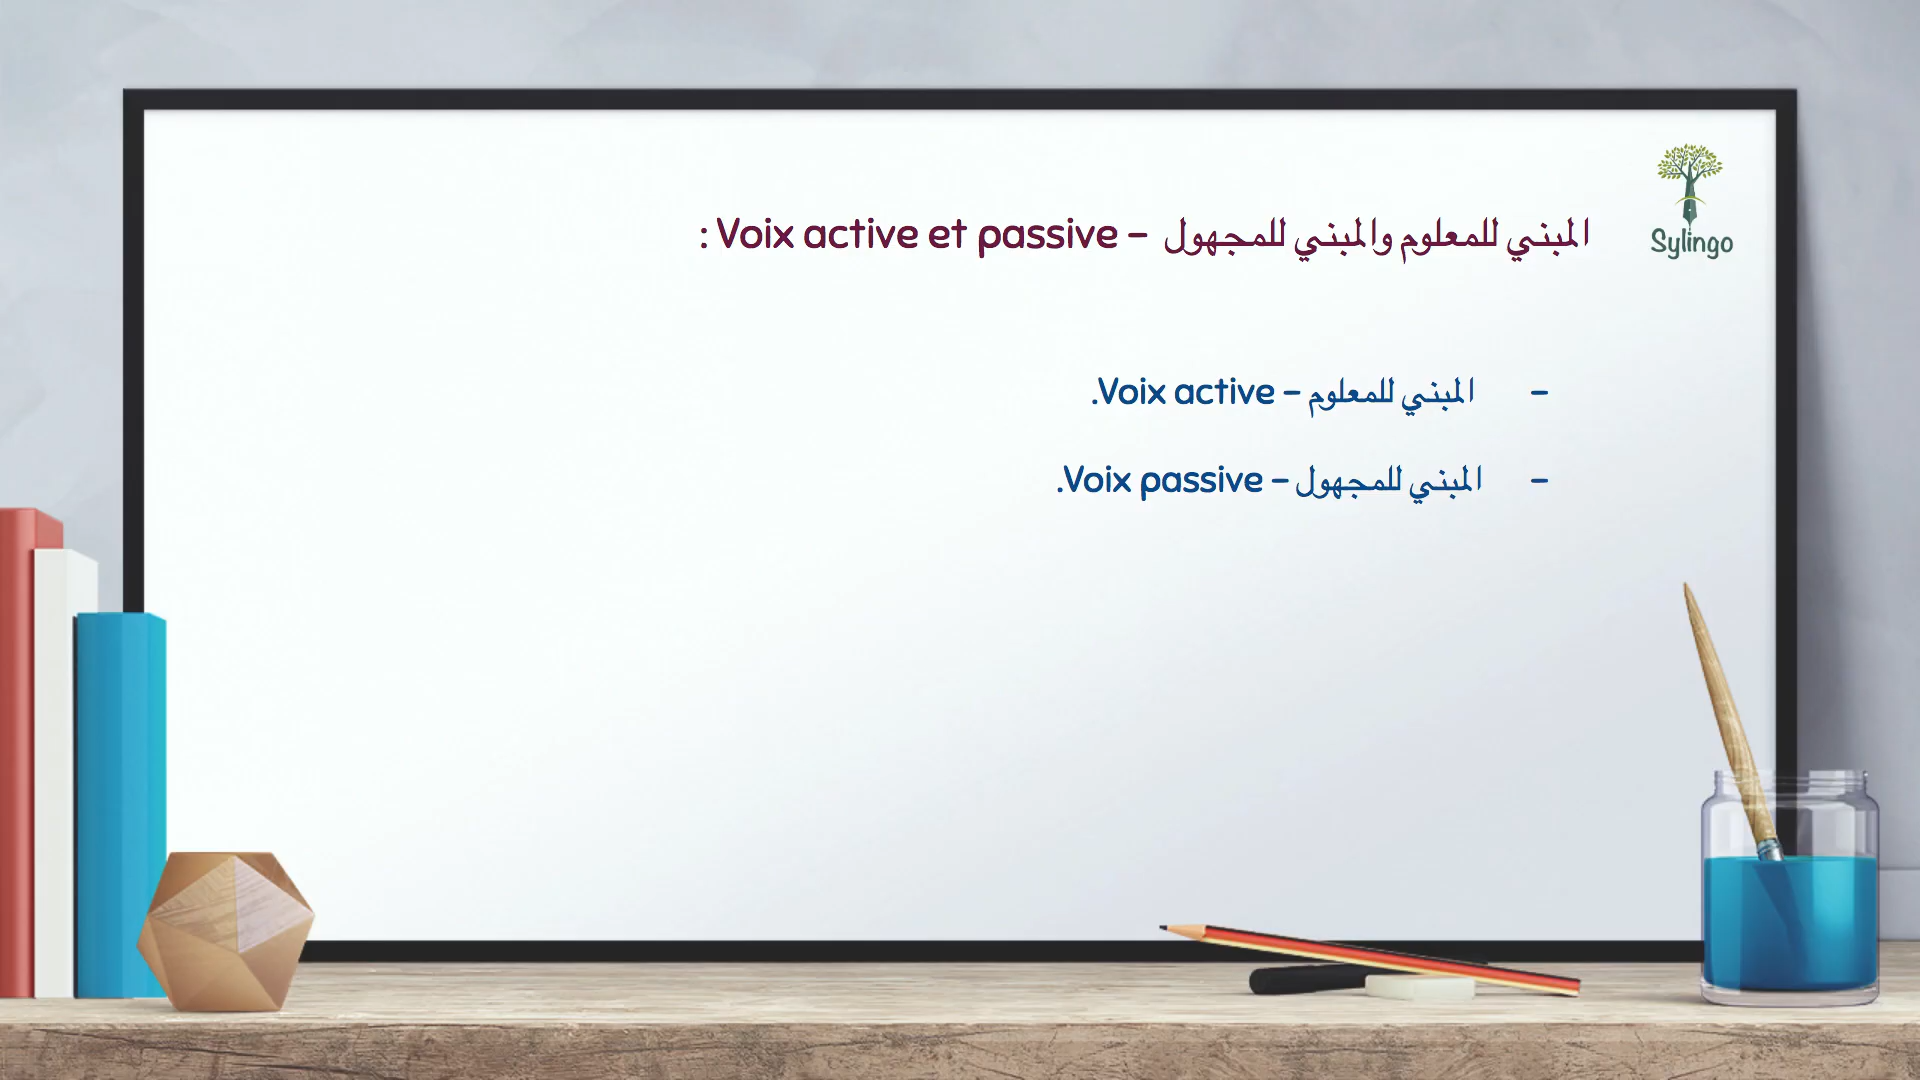 المبني للمعلوم والمبني للمجهول – Voix active et passive :
Sylingo
- المبني للمعلوم – Voix active.
- المبني للمجهول – Voix passive.